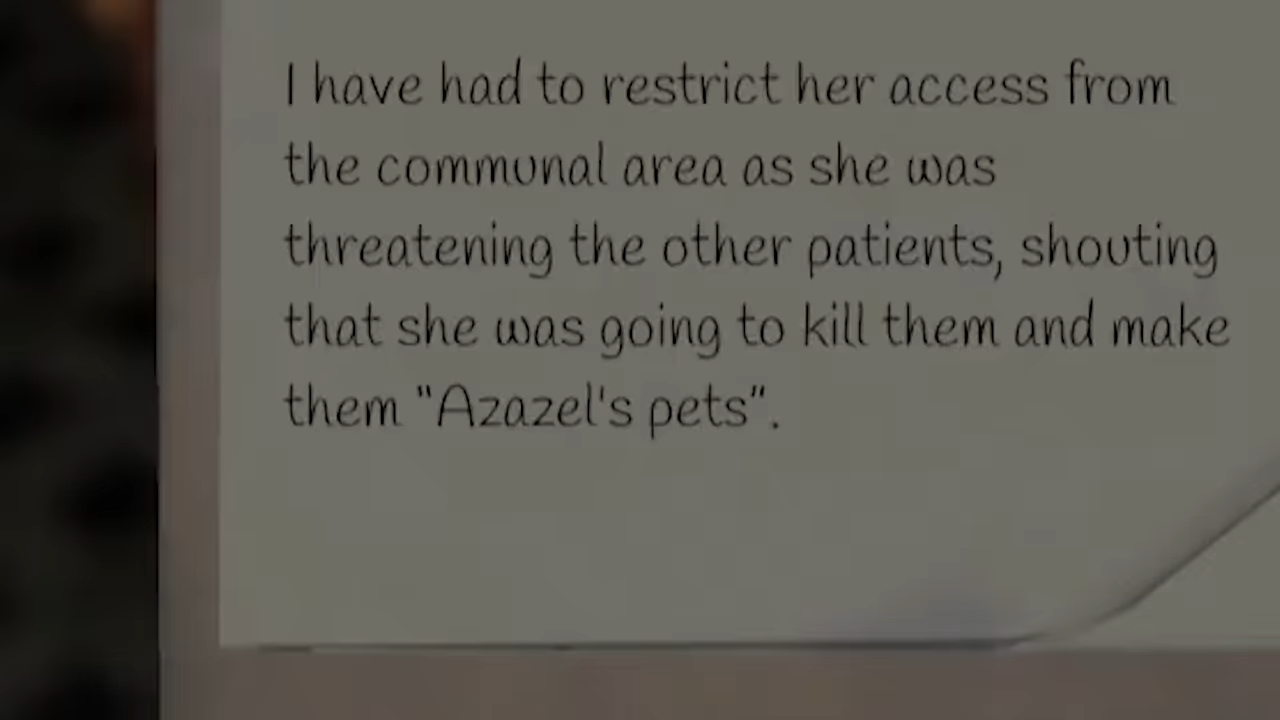 I have had to restrict her access from
the communal area as she was
threatening the other patients, shouting
that she was going to kill them and make
them "Azazel's pets".